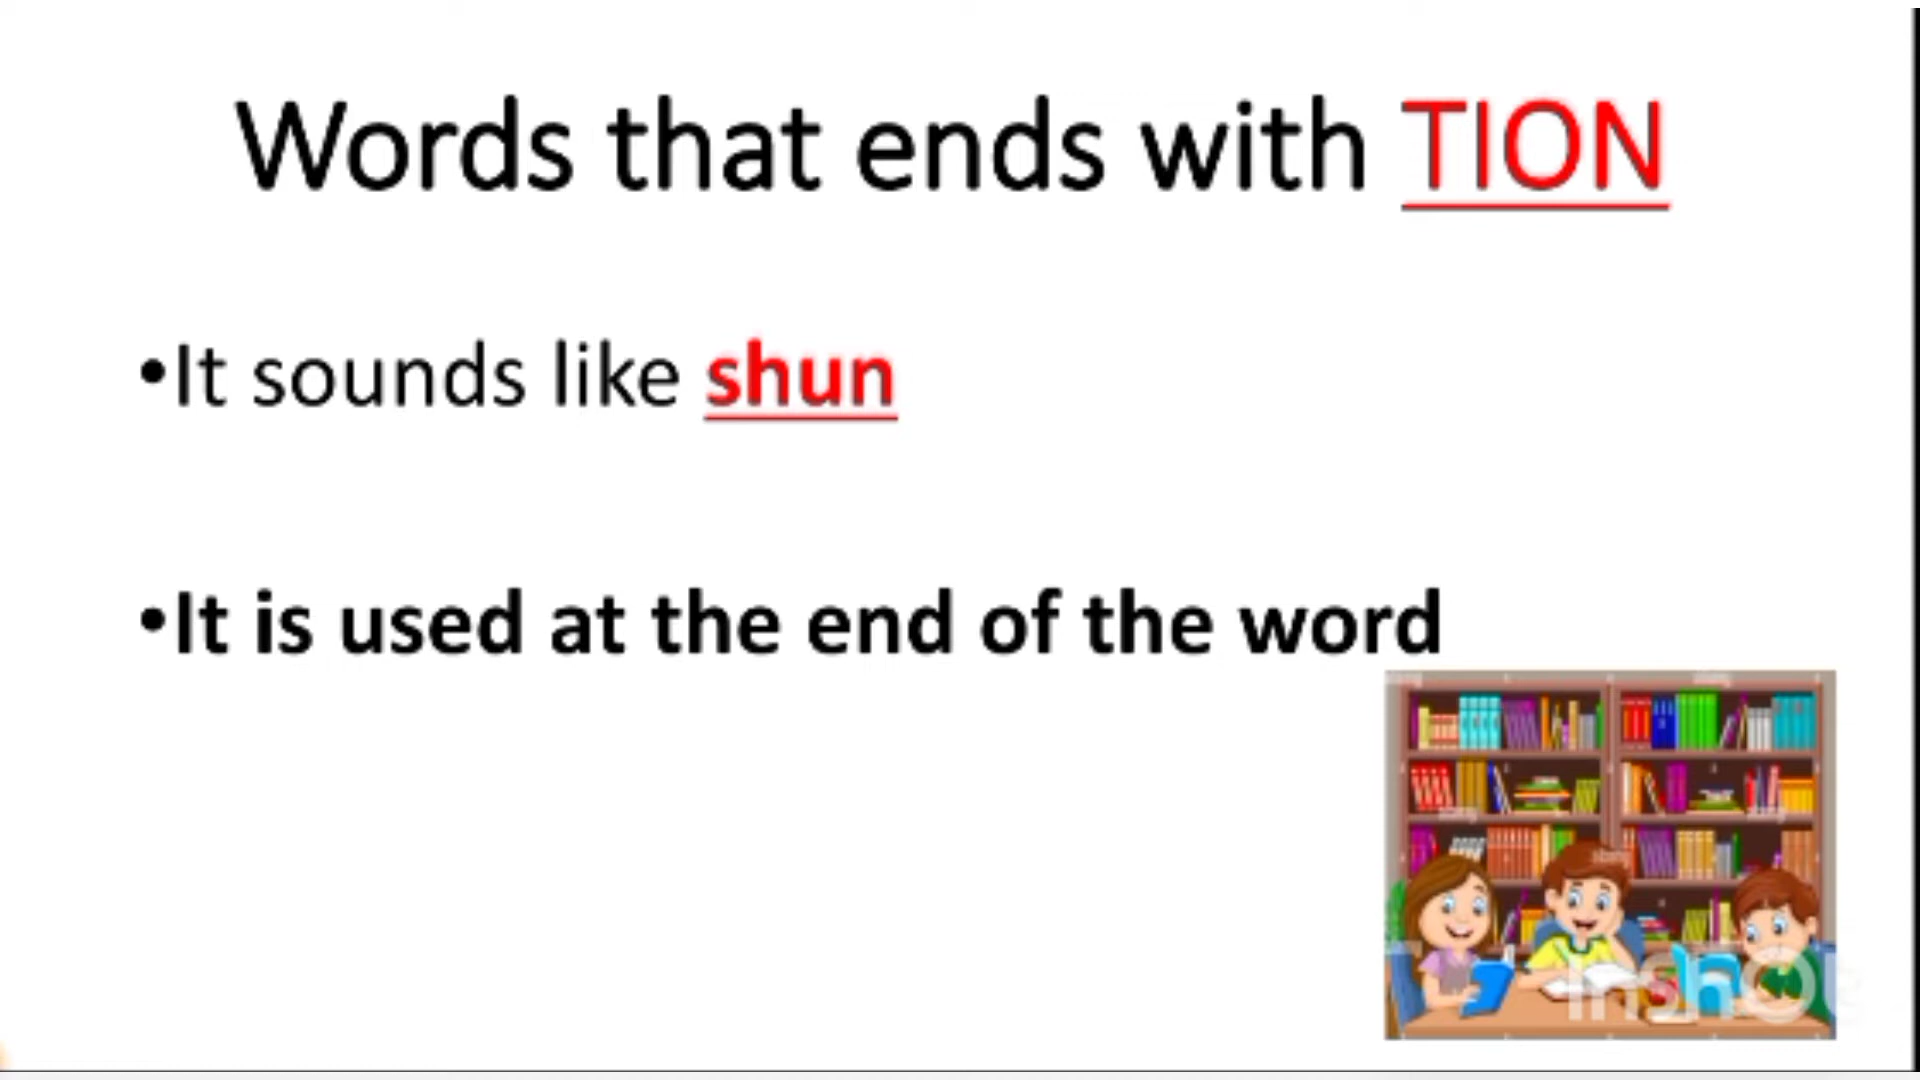 Words that ends with TION
•It sounds like shun
•It is used at the end of the word